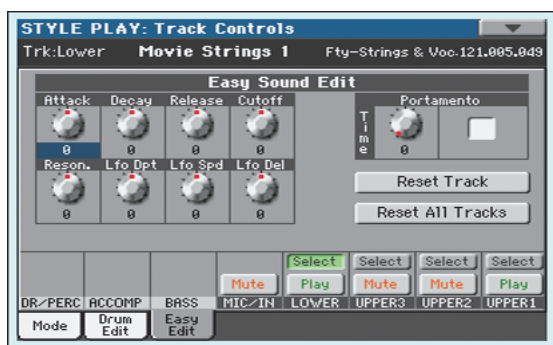 STYLE PLAY: Track Controls
Trk:Lower Movie Strings 1 Fty-Strings & Voc.121.005.049
Easy Sound Edit
Attack Decay Release Cutoff
0 0 0 0
Reson. Lfo Dpt Lfo Spd Lfo Del
0 0 0 0
Portamento
Time
0
Reset Track
Reset All Tracks
Select Select Select Select
Mute Play Mute Mute Play
DR/PERC ACCOMP BASS MIC/IN LOWER UPPER3 UPPER2 UPPER1
Mode
Drum Edit
Easy Edit